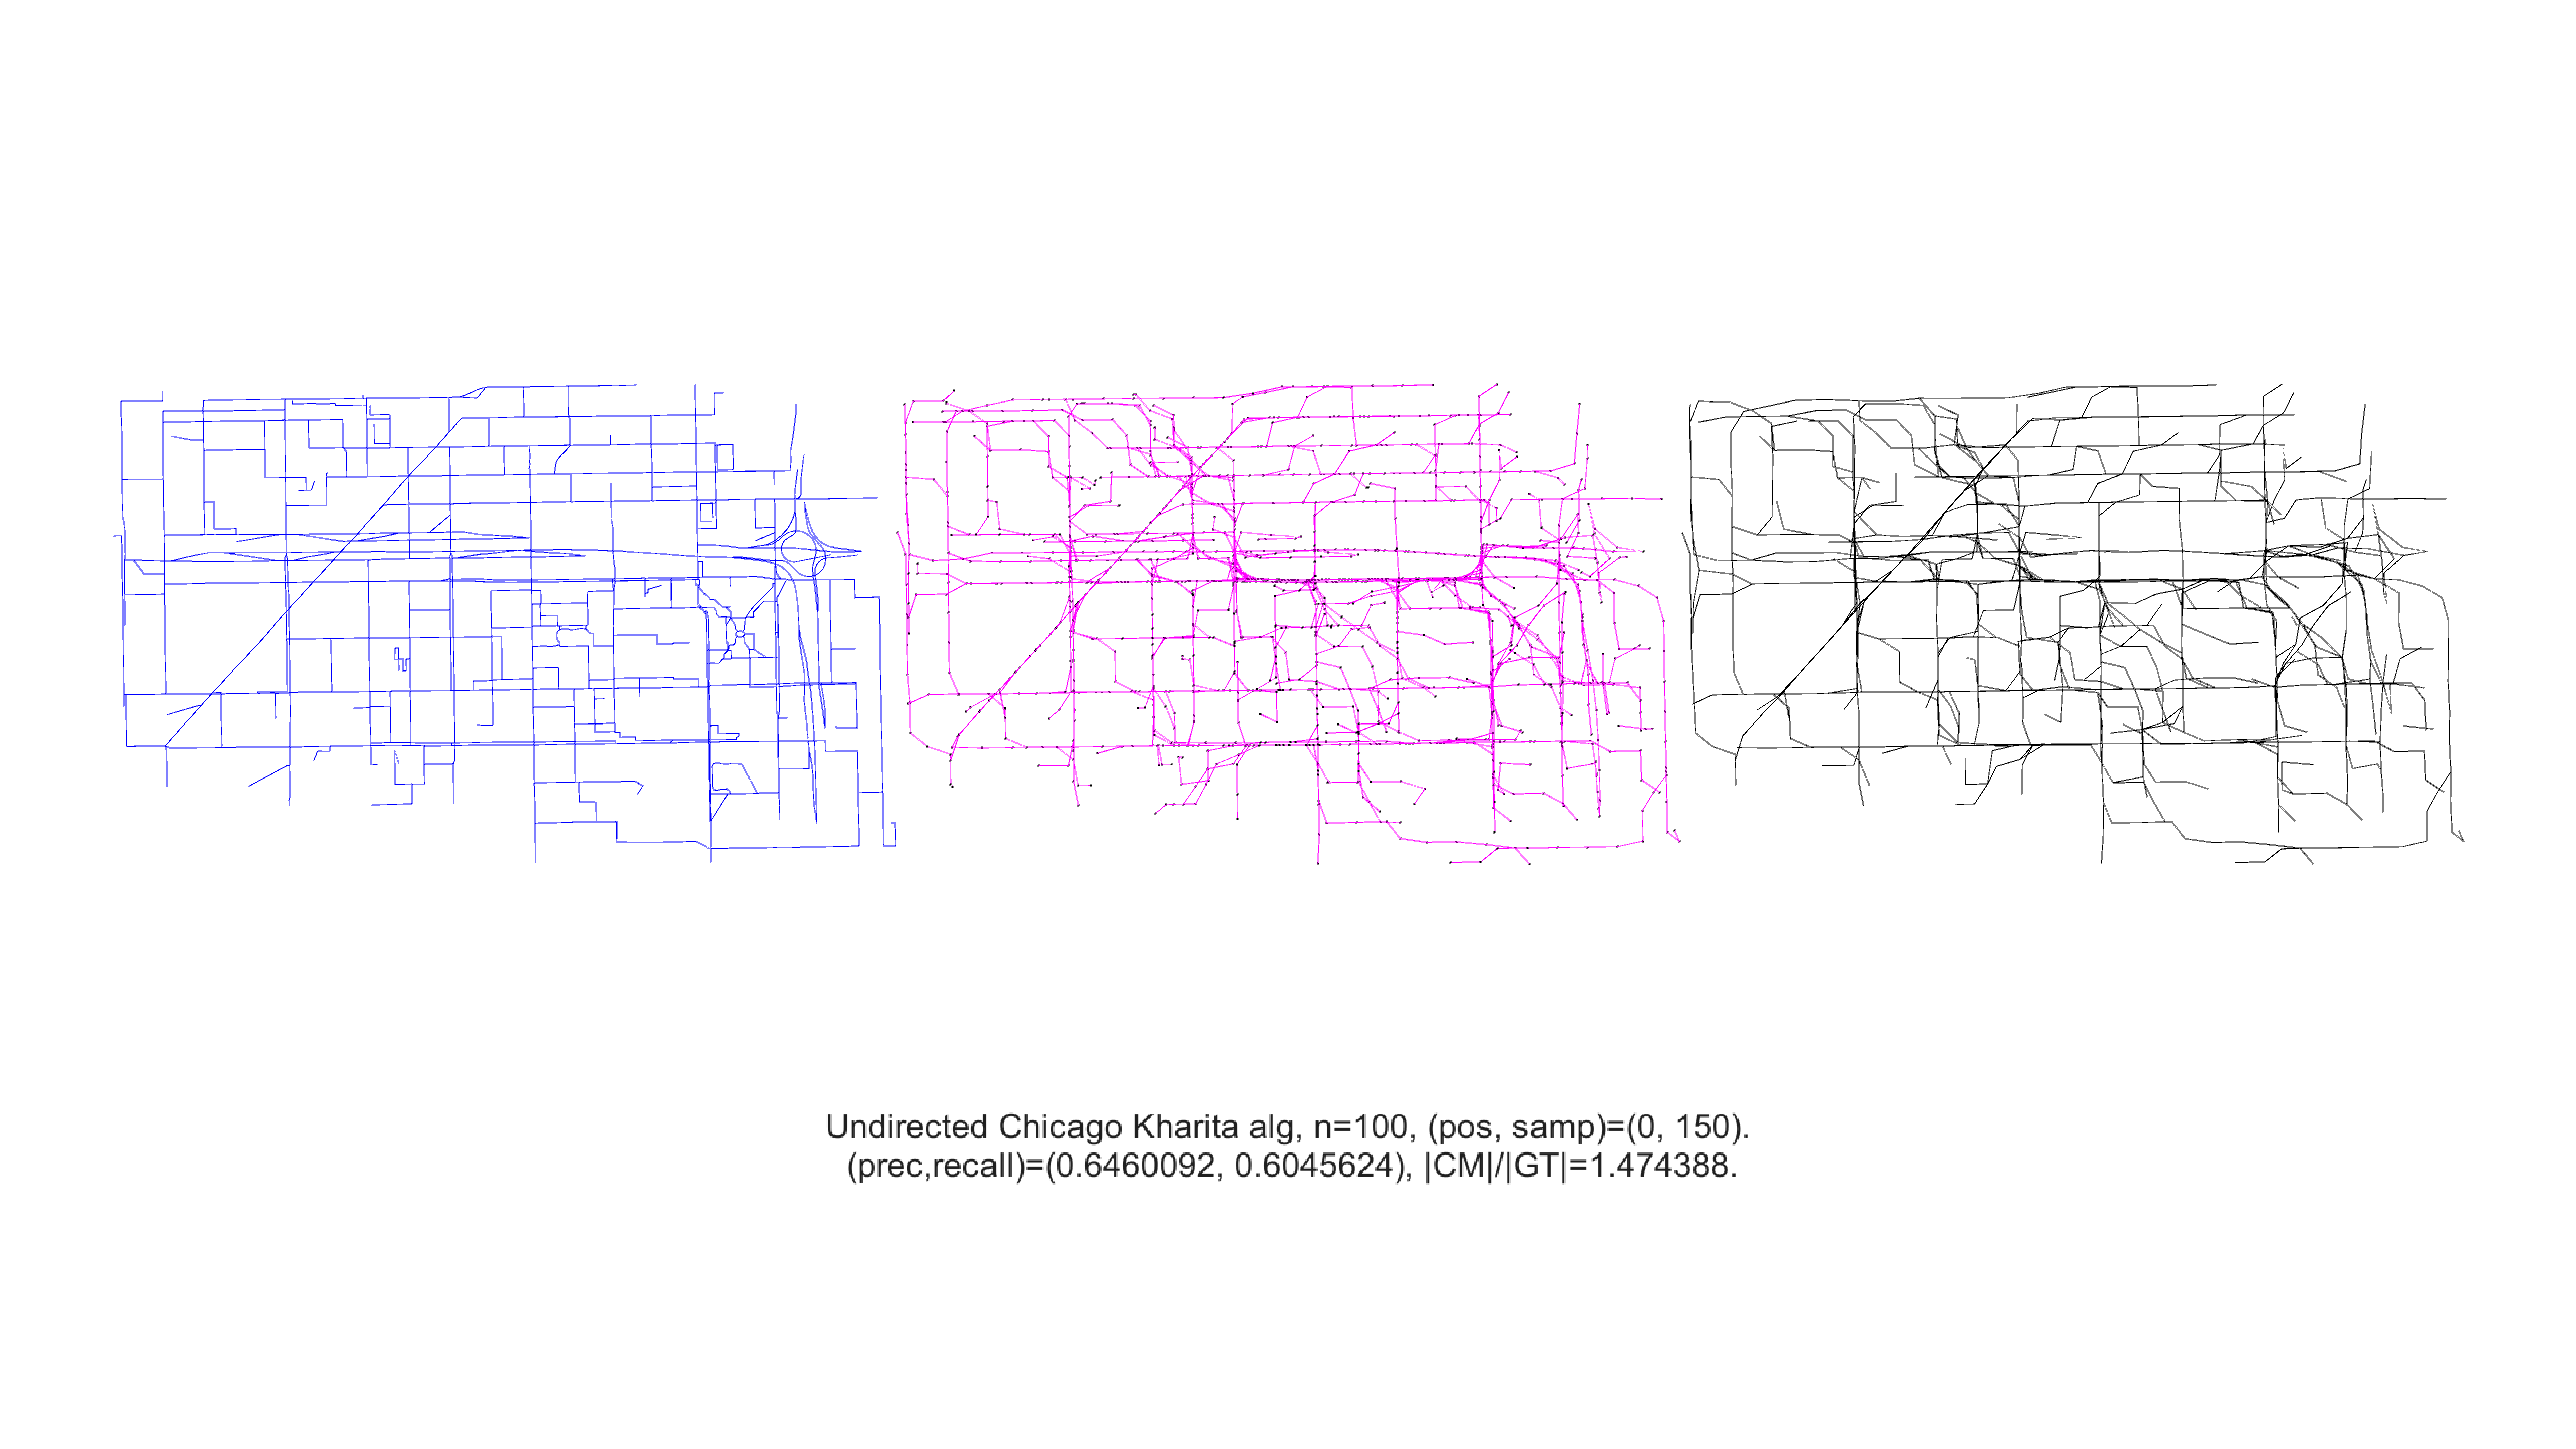 Undirected Chicago Kharita alg, n=100, (pos, samp)=(0, 150).
(prec,recall)=(0.6460092, 0.6045624), |CM|/|GT|=1.474388.